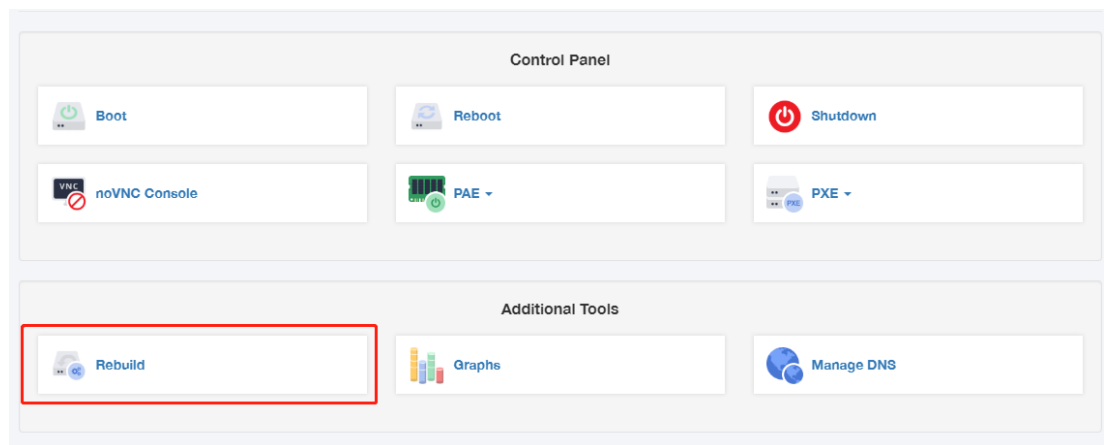 Control Panel
Boot
Reboot
Shutdown
VNC
noVNC Console
PAE
PXE
PXE
Additional Tools
Rebuild
Graphs
Manage DNS